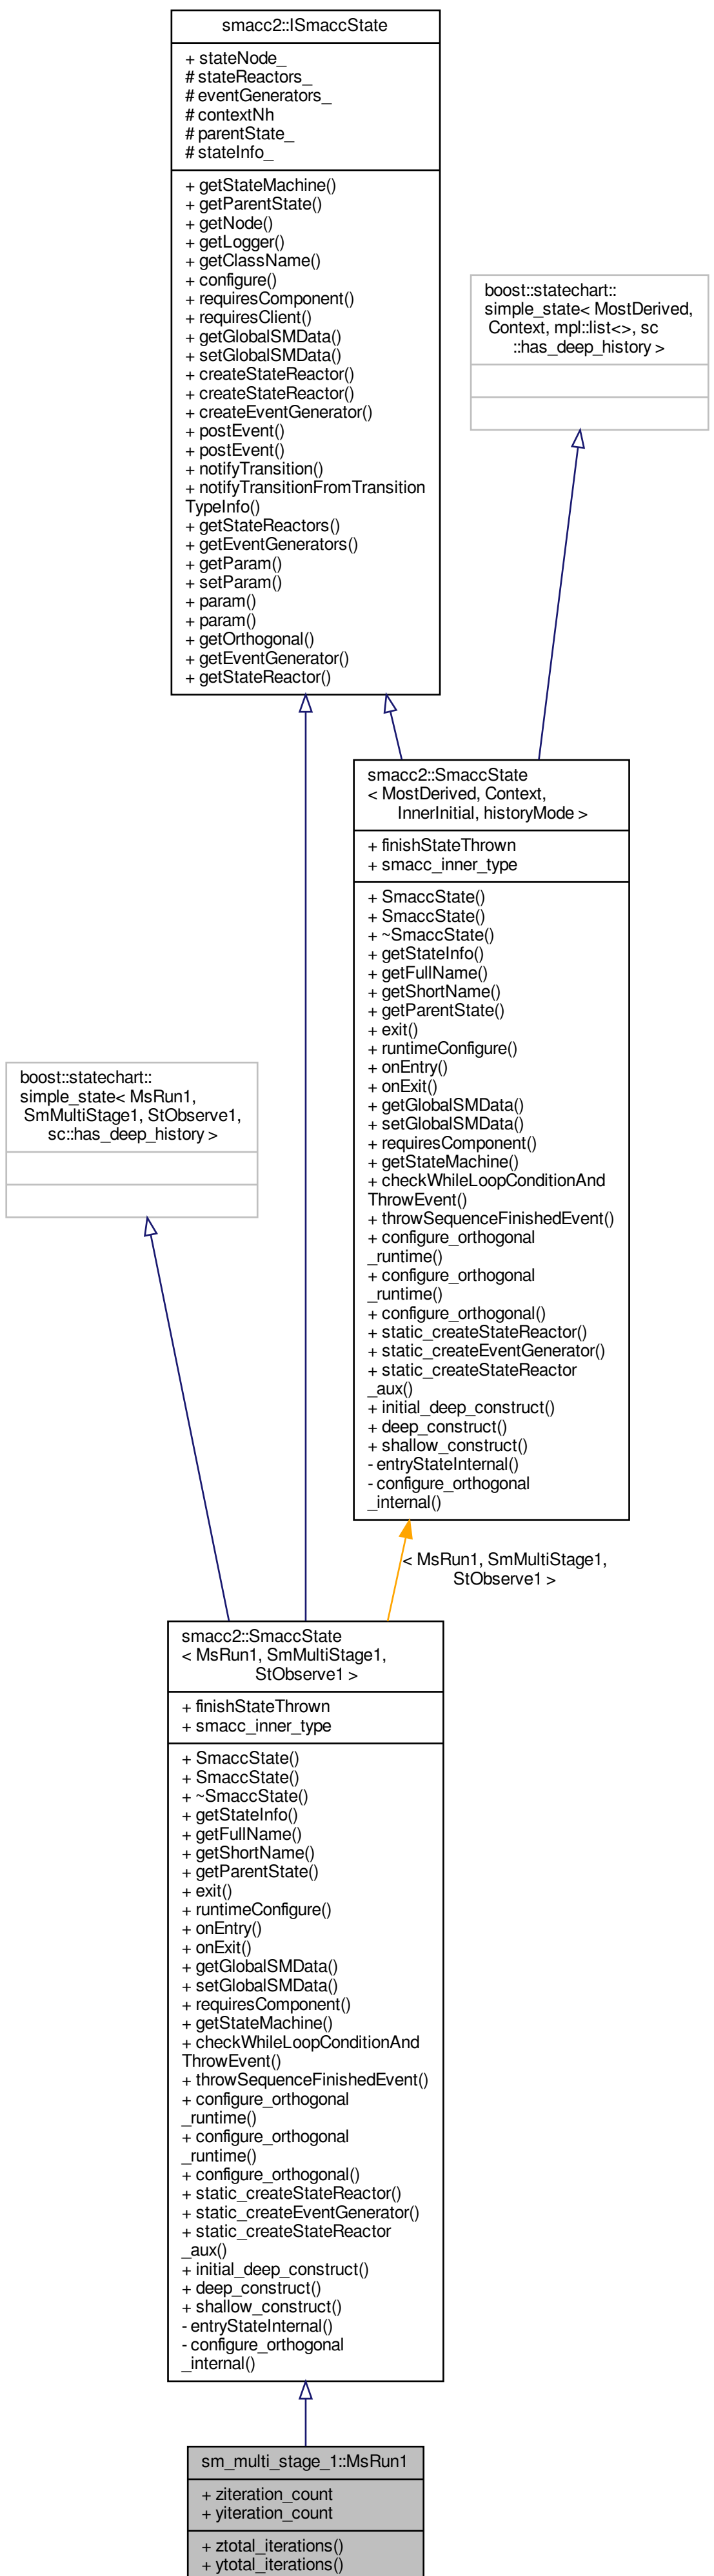 smacc2::ISmaccState
+ stateNode_
# stateReactors_
# eventGenerators_
# contextNh
# parentState_
# stateInfo_
+ getStateMachine()
+ getParentState()
+ getNode()
+ getLogger()
+ getClassName()
+ configure()
+ requiresComponent()
+ requiresClient()
+ getGlobalSMData()
+ setGlobalSMData()
+ createStateReactor()
+ createStateReactor()
+ createEventGenerator()
+ postEvent()
+ postEvent()
+ notifyTransition()
+ notifyTransitionFromTransition
TypeInfo()
+ getStateReactors()
+ getEventGenerators()
+ getParam()
+ setParam()
+ param()
+ param()
+ getOrthogonal()
+ getEventGenerator()
+ getStateReactor()
boost::statechart::
simple_state< MostDerived,
Context, mpl::list<>, sc
::has_deep_history >
smacc2::SmaccState
< MostDerived, Context,
InnerInitial, historyMode >
+ finishStateThrown
+ smacc_inner_type
+ SmaccState()
+ SmaccState()
+ ~SmaccState()
+ getStateInfo()
+ getFullName()
+ getShortName()
+ getParentState()
+ exit()
+ runtimeConfigure()
+ onEntry()
+ onExit()
+ getGlobalSMData()
+ setGlobalSMData()
+ requiresComponent()
+ getStateMachine()
+ checkWhileLoopConditionAnd
ThrowEvent()
+ throwSequenceFinishedEvent()
+ configure_orthogonal
_runtime()
+ configure_orthogonal
_runtime()
+ configure_orthogonal()
+ static_createStateReactor()
+ static_createEventGenerator()
+ static_createStateReactor
_aux()
+ initial_deep_construct()
+ deep_construct()
+ shallow_construct()
- entryStateInternal()
- configure_orthogonal
_internal()
boost::statechart::
simple_state< MsRun1,
SmMultiStage1, StObserve1,
sc::has_deep_history >
< MsRun1, SmMultiStage1,
StObserve1 >
smacc2::SmaccState
< MsRun1, SmMultiStage1,
StObserve1 >
+ finishStateThrown
+ smacc_inner_type
+ SmaccState()
+ SmaccState()
+ ~SmaccState()
+ getStateInfo()
+ getFullName()
+ getShortName()
+ getParentState()
+ exit()
+ runtimeConfigure()
+ onEntry()
+ onExit()
+ getGlobalSMData()
+ setGlobalSMData()
+ requiresComponent()
+ getStateMachine()
+ checkWhileLoopConditionAnd
ThrowEvent()
+ throwSequenceFinishedEvent()
+ configure_orthogonal
_runtime()
+ configure_orthogonal
_runtime()
+ configure_orthogonal()
+ static_createStateReactor()
+ static_createEventGenerator()
+ static_createStateReactor
_aux()
+ initial_deep_construct()
+ deep_construct()
+ shallow_construct()
- entryStateInternal()
- configure_orthogonal
_internal()
sm_multi_stage_1::MsRun1
+ ziteration_count
+ yiteration_count
+ ztotal_iterations()
+ ytotal_iterations()